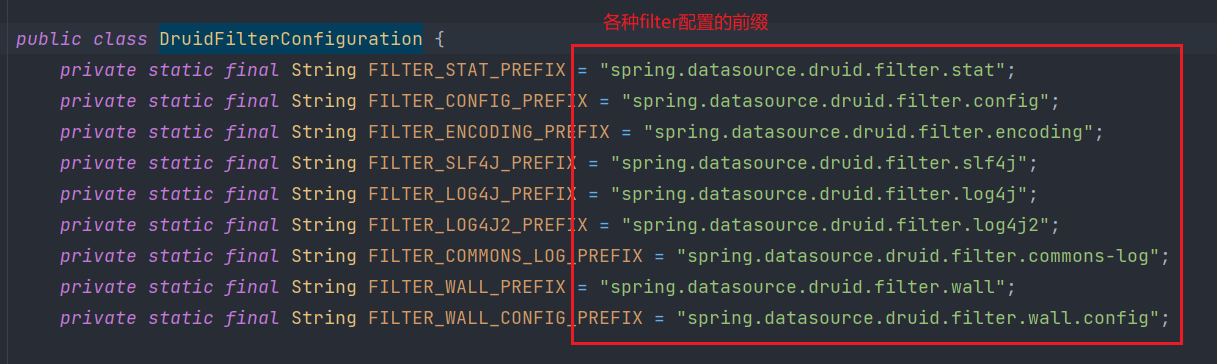 各种filter配置的前缀
public class DruidFilterConfiguration {
private static final String FILTER_STAT_PREFIX = "spring.datasource.druid.filter.stat";
private static final String FILTER_CONFIG_PREFIX = "spring.datasource.druid.filter.config";
private static final String FILTER_ENCODING_PREFIX = "spring.datasource.druid.filter.encoding";
private static final String FILTER_SLF4J_PREFIX = "spring.datasource.druid.filter.slf4j";
private static final String FILTER_LOG4J_PREFIX = "spring.datasource.druid.filter.log4j";
private static final String FILTER_LOG4J2_PREFIX = "spring.datasource.druid.filter.log4j2";
private static final String FILTER_COMMONS_LOG_PREFIX = "spring.datasource.druid.filter.commons-log";
private static final String FILTER_WALL_PREFIX = "spring.datasource.druid.filter.wall";
private static final String FILTER_WALL_CONFIG_PREFIX = "spring.datasource.druid.filter.wall.config";